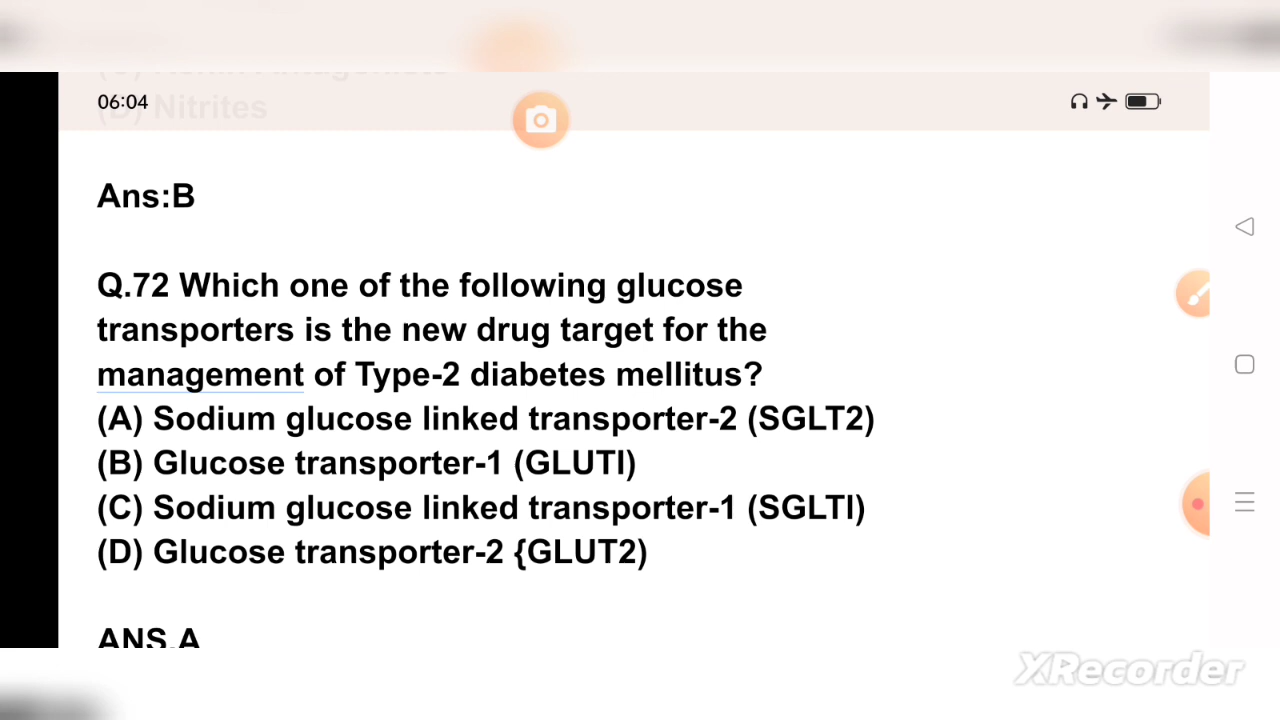 06:04
(D) Nitrites
Ans:B
Q.72 Which one of the following glucose
transporters is the new drug target for the
management of Type-2 diabetes mellitus?
(A) Sodium glucose linked transporter-2 (SGLT2)
(B) Glucose transporter-1 (GLUTI)
(C) Sodium glucose linked transporter-1 (SGLTI)
(D) Glucose transporter-2 {GLUT2)
ANS.A
XRecorder